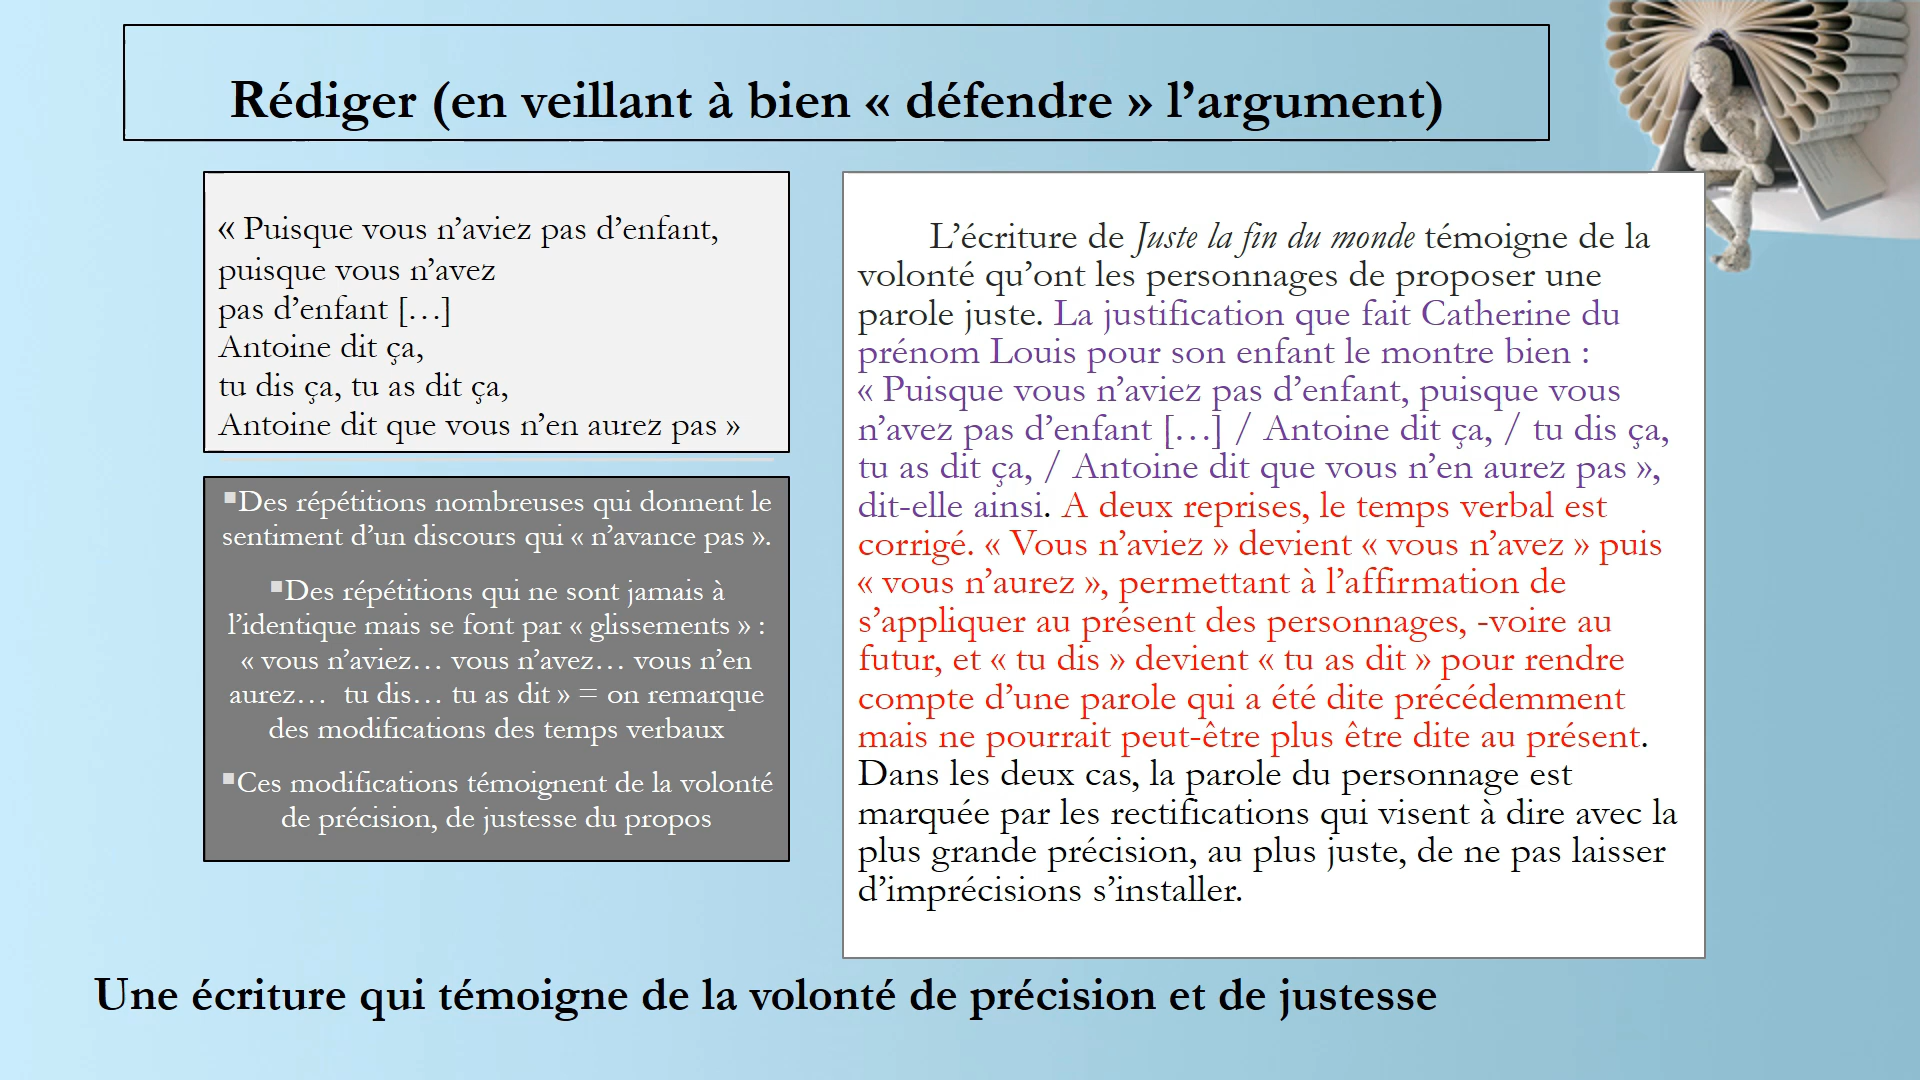 Rédiger (en veillant à bien « défendre » l’argument)
« Puisque vous n’aviez pas d’enfant,
puisque vous n’avez
pas d’enfant […]
Antoine dit ça,
tu dis ça, tu as dit ça,
Antoine dit que vous n’en aurez pas »
▪Des répétitions nombreuses qui donnent le
sentiment d’un discours qui « n’avance pas ».
▪Des répétitions qui ne sont jamais à
l’identique mais se font par « glissements » :
« vous n’aviez… vous n’avez… vous n’en
aurez… tu dis… tu as dit » = on remarque
des modifications des temps verbaux
▪Ces modifications témoignent de la volonté
de précision, de justesse du propos
L’écriture de Juste la fin du monde témoigne de la
volonté qu’ont les personnages de proposer une
parole juste. La justification que fait Catherine du
prénom Louis pour son enfant le montre bien :
« Puisque vous n’aviez pas d’enfant, puisque vous
n’avez pas d’enfant […] / Antoine dit ça, / tu dis ça,
tu as dit ça, / Antoine dit que vous n’en aurez pas »,
dit-elle ainsi. A deux reprises, le temps verbal est
corrigé. « Vous n’aviez » devient « vous n’avez » puis
« vous n’aurez », permettant à l’affirmation de
s’appliquer au présent des personnages, -voire au
futur, et « tu dis » devient « tu as dit » pour rendre
compte d’une parole qui a été dite précédemment
mais ne pourrait peut-être plus être dite au présent.
Dans les deux cas, la parole du personnage est
marquée par les rectifications qui visent à dire avec la
plus grande précision, au plus juste, de ne pas laisser
d’imprécisions s’installer.
Une écriture qui témoigne de la volonté de précision et de justesse